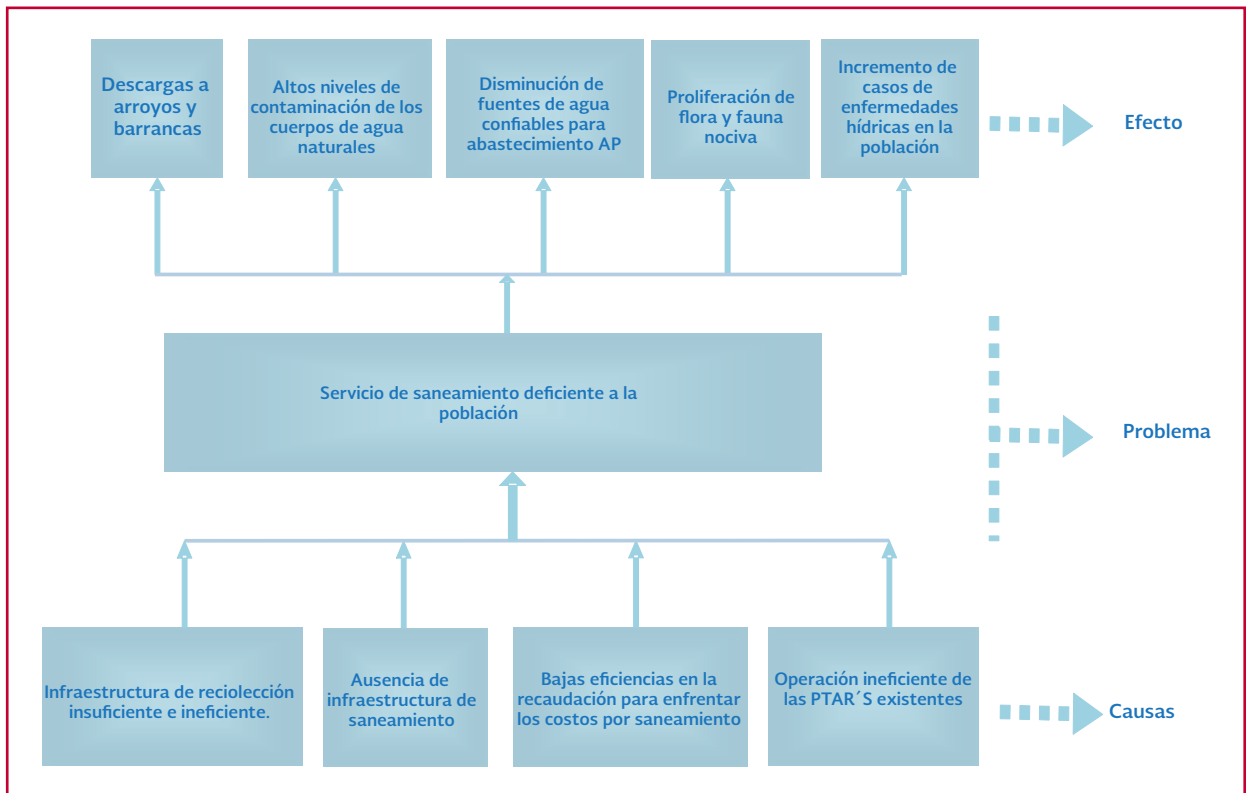 Descargas a
arroyos y
barrancas
Altos niveles de
contaminación de los
cuerpos de agua
naturales
Disminución de
fuentes de agua
confiables para
abastecimiento AP
Proliferación de
flora y fauna
nociva
Incremento de
casos de
enfermedades
hídricas en la
población
Efecto
Servicio de saneamiento deficiente a la
población
Problema
Infraestructura de reciolección
insuficiente e ineficiente.
Ausencia de
infraestructura de
saneamiento
Bajas eficiencias en la
recaudación para enfrentar
los costos por saneamiento
Operación ineficiente de
las PTAR´S existentes
Causas